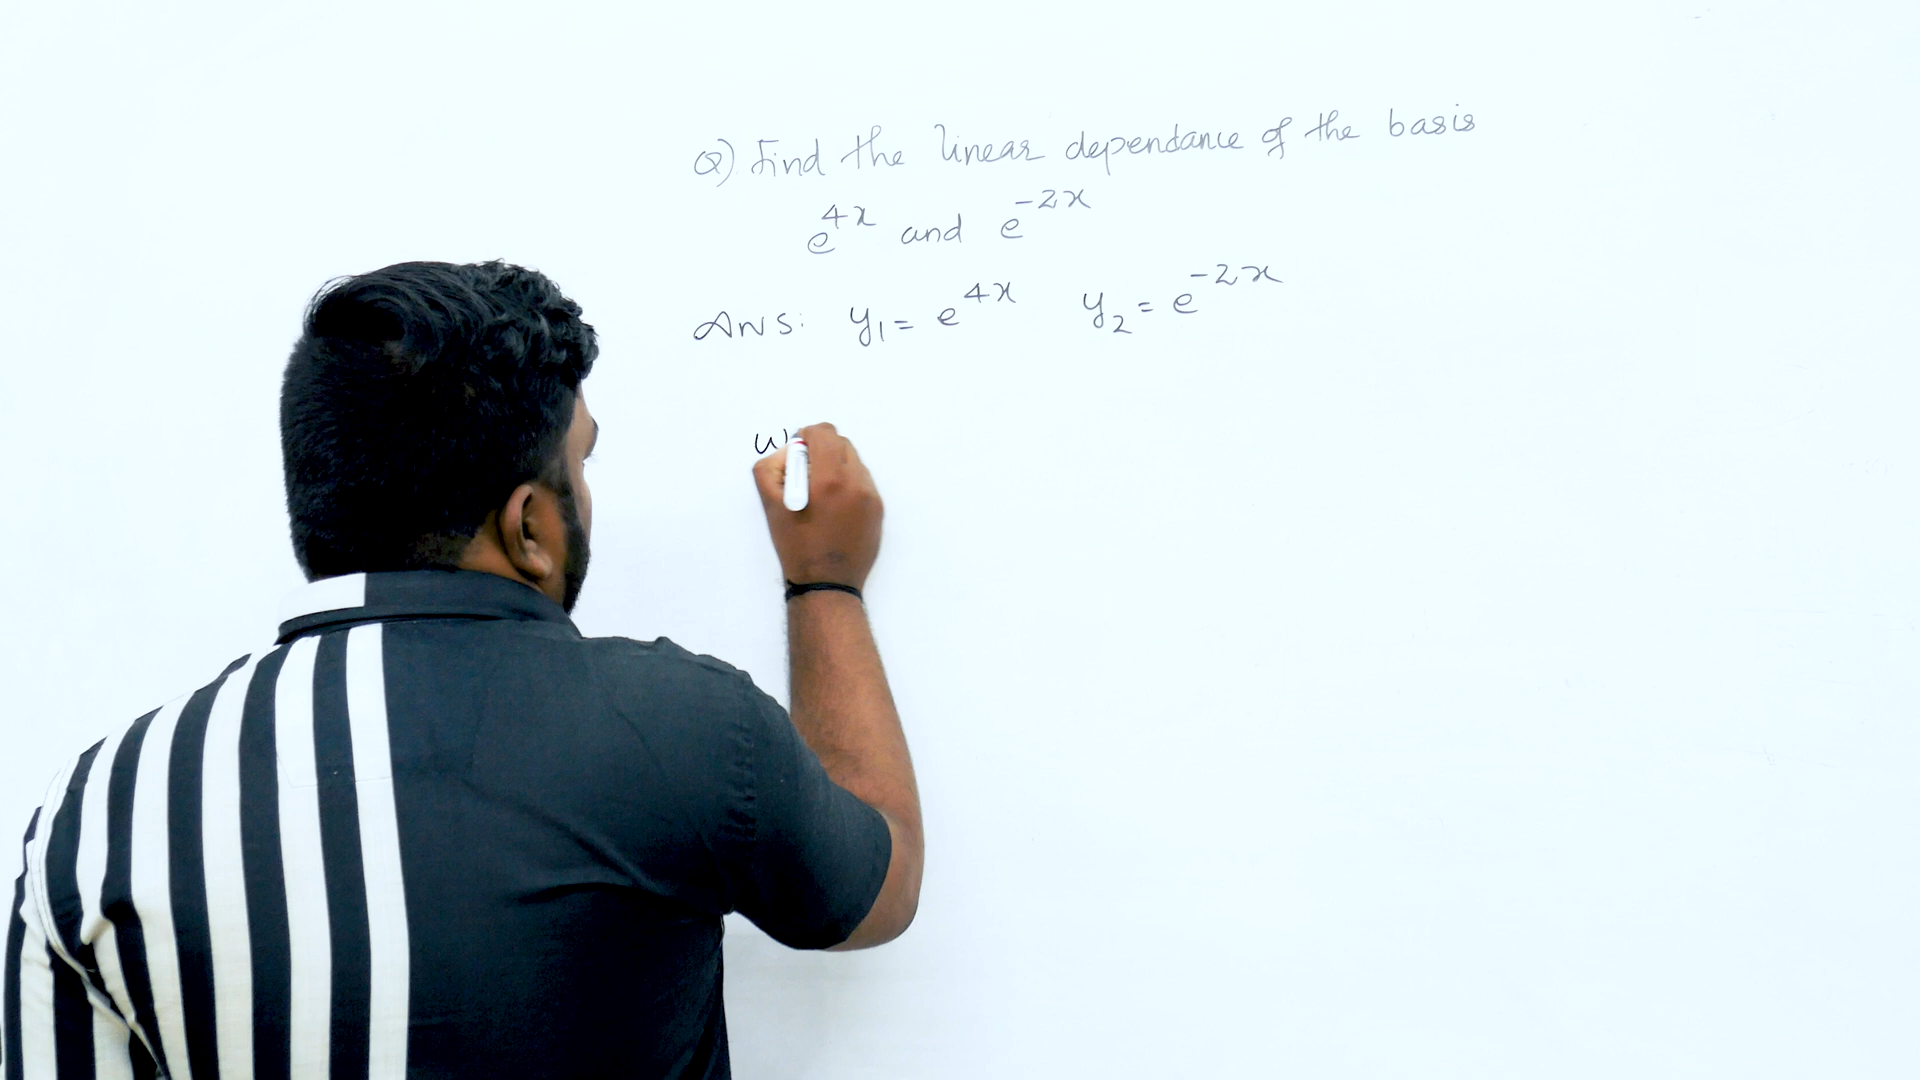 Q) Find the linear dependance of the basis
e^{4x} and e^{-2x}
Ans: y₁ = e^{4x} y₂ = e^{-2x}
W